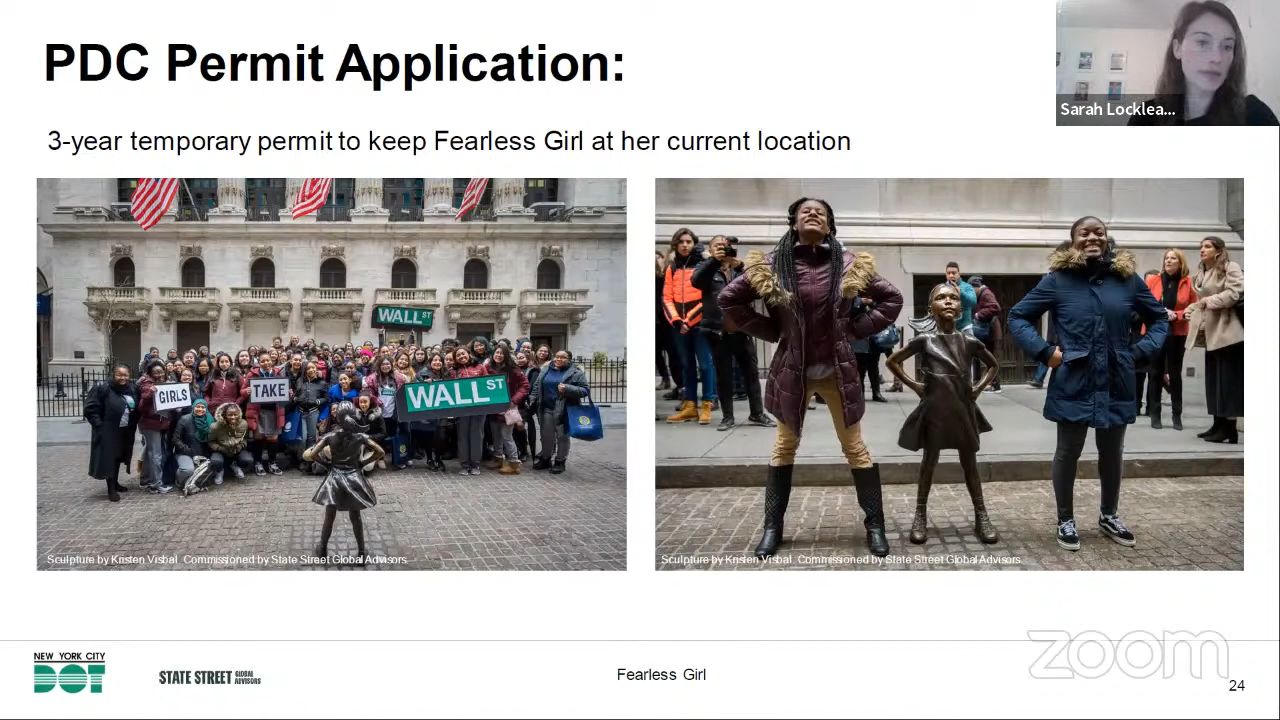 PDC Permit Application:
Sarah Locklea...
3-year temporary permit to keep Fearless Girl at her current location
WALL ST
GIRLS
TAKE
WALL ST
Sculpture by Kristen Visbal. Commissioned by State Street Global Advisors.
Sculpture by Kristen Visbal. Commissioned by State Street Global Advisors.
NEW YORK CITY
DOT
STATE STREET GLOBAL ADVISORS
Fearless Girl
zoom
24